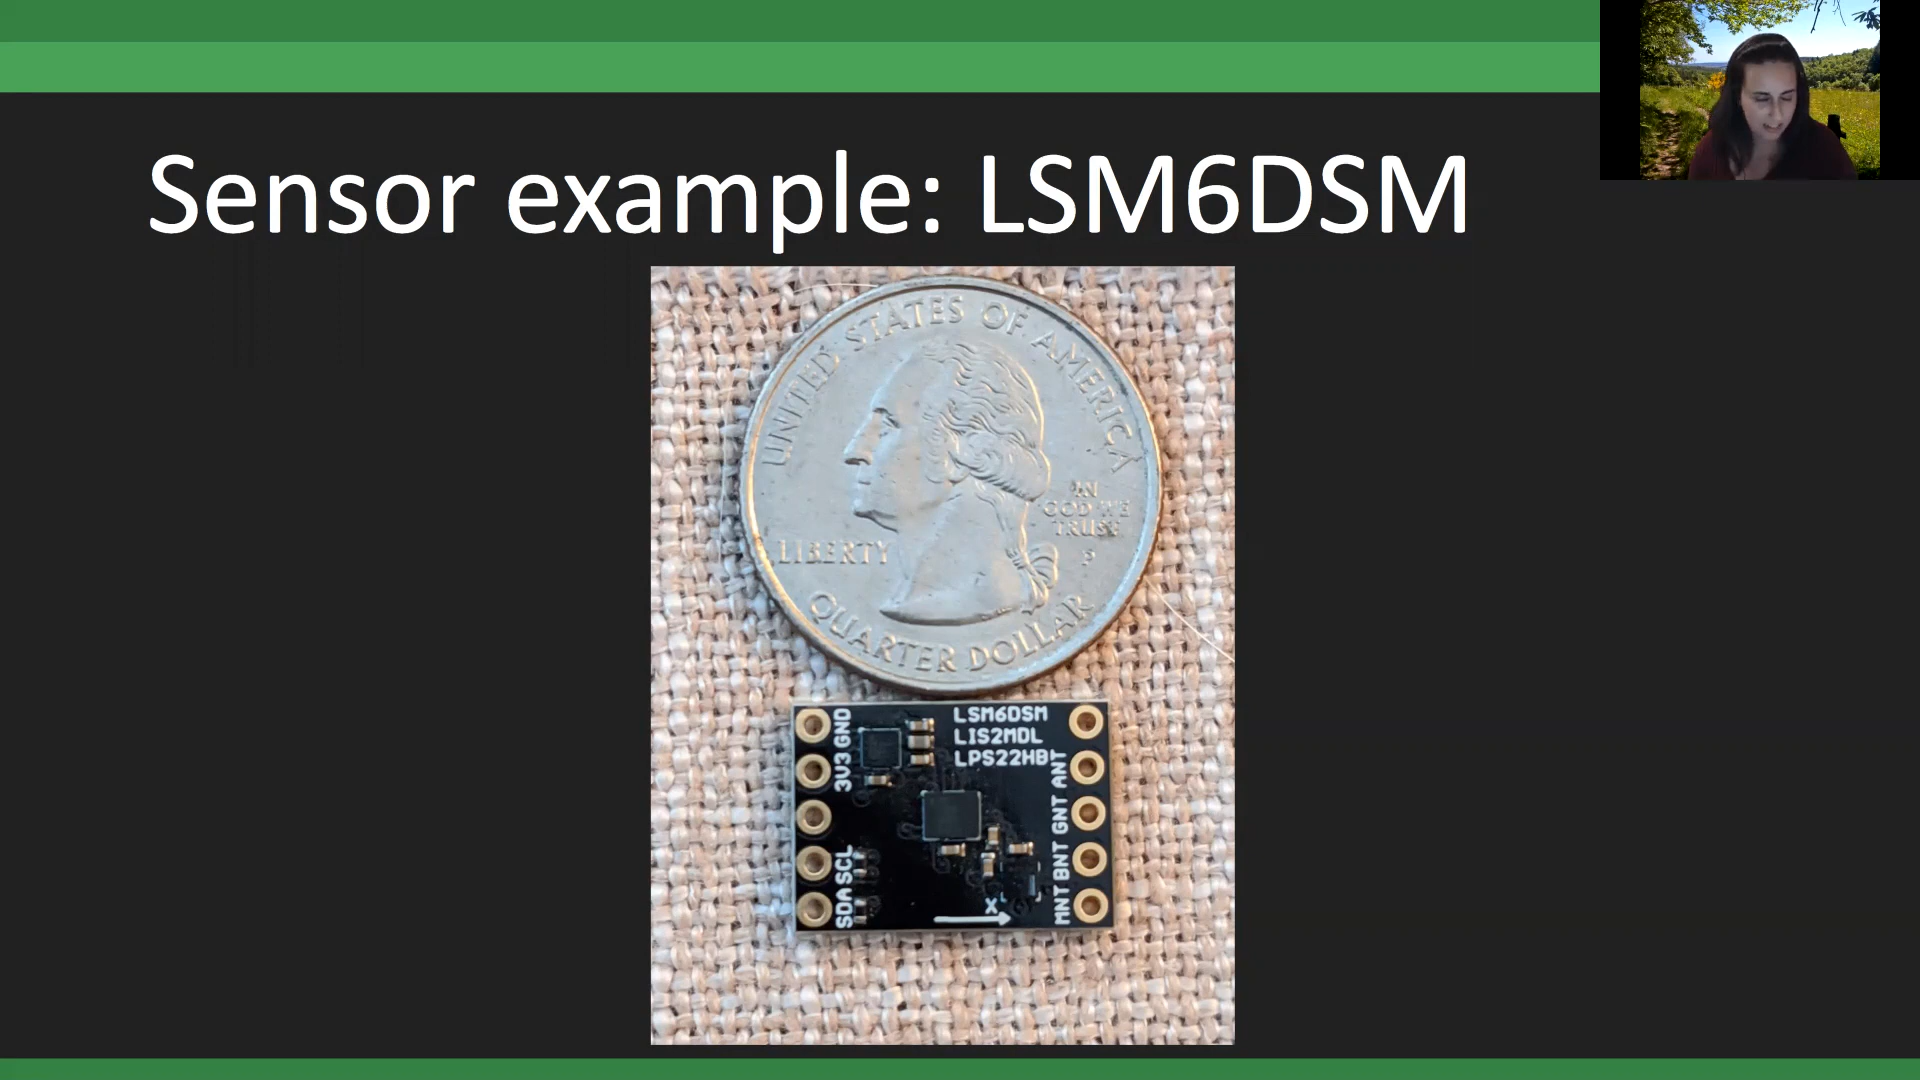 Sensor example: LSM6DSM
UNITED STATES OF AMERICA
IN
GOD WE
TRUST
P
LIBERTY
QUARTER DOLLAR
GND
3V3
SCL
SDA
LSM6DSM
LIS2MDL
LPS22HB
ANT
GNT
BNT
MNT
X